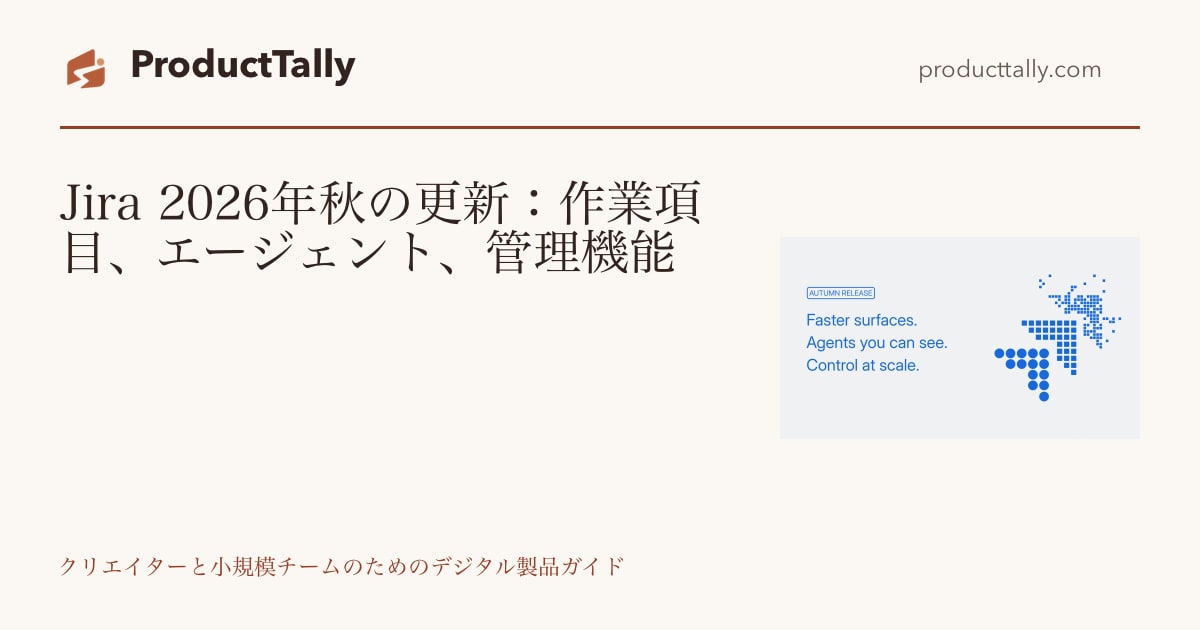 ProductTally
producttally.com
Jira 2026年秋の更新：作業項
目、エージェント、管理機能
AUTUMN RELEASE
Faster surfaces.
Agents you can see.
Control at scale.
クリエイターと小規模チームのためのデジタル製品ガイド